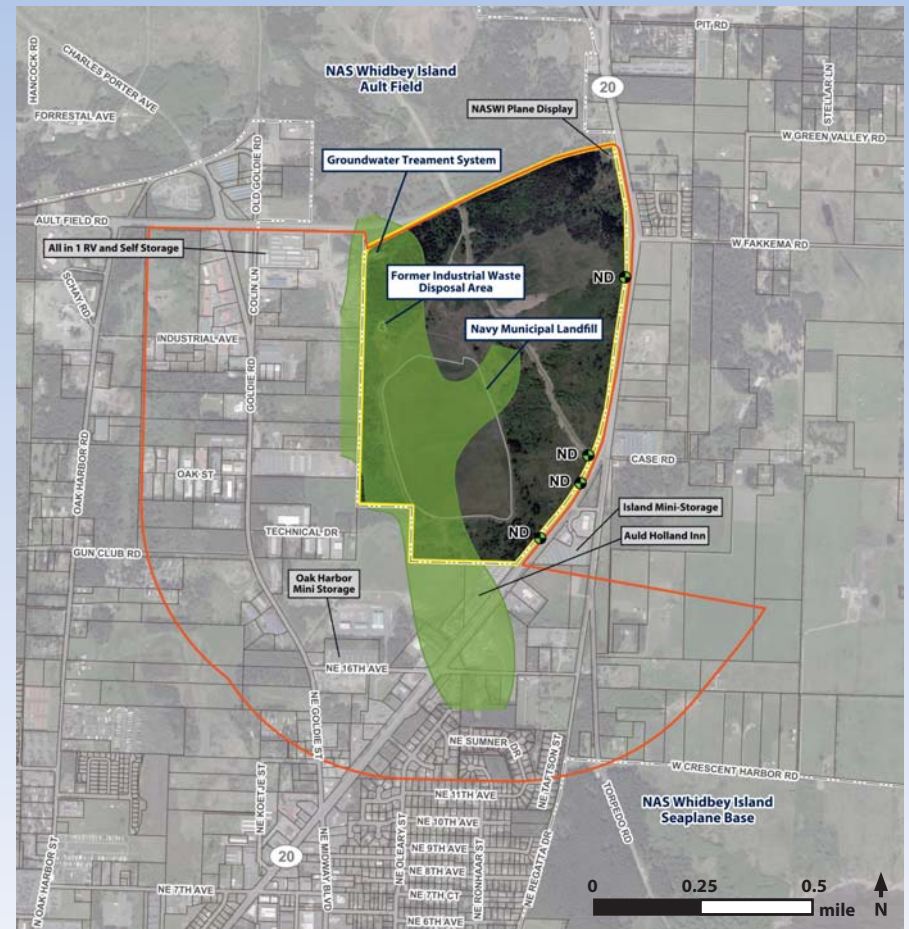 PIT RD
HANCOCK RD
CHARLES PORTER AVE
NAS Whidbey Island
Ault Field
20
STELLAR LN
NASWI Plane Display
FORRESTAL AVE
W GREEN VALLEY RD
OLD GOLDIE RD
Groundwater Treament System
AULT FIELD RD
All in 1 RV and Self Storage
W FAKKEMA RD
SCHAY RD
COLIN LN
Former Industrial Waste
Disposal Area
ND
Navy Municipal Landfill
INDUSTRIAL AVE
GOLDIE RD
OAK HARBOR RD
OAK ST
ND
CASE RD
ND
Island Mini-Storage
TECHNICAL DR
ND
Auld Holland Inn
GUN CLUB RD
Oak Harbor
Mini Storage
NE 16TH AVE
NE GOLDIE ST
NE SUMNER DR
NE TAFTSON ST
W CRESCENT HARBOR RD
NE KOETJE ST
NE 11TH AVE
TORPEDO RD
NAS Whidbey Island
Seaplane Base
NE 10TH AVE
NE OLEARY ST
NE MIDWAY BLVD
NE 9TH AVE
NE RONHAAR ST
20
NE 8TH AVE
NE REGATTA DR
N OAK HARBOR ST
NE 7TH AVE
NE 7TH CT
NE 6TH AVE
0 0.25 0.5
mile N